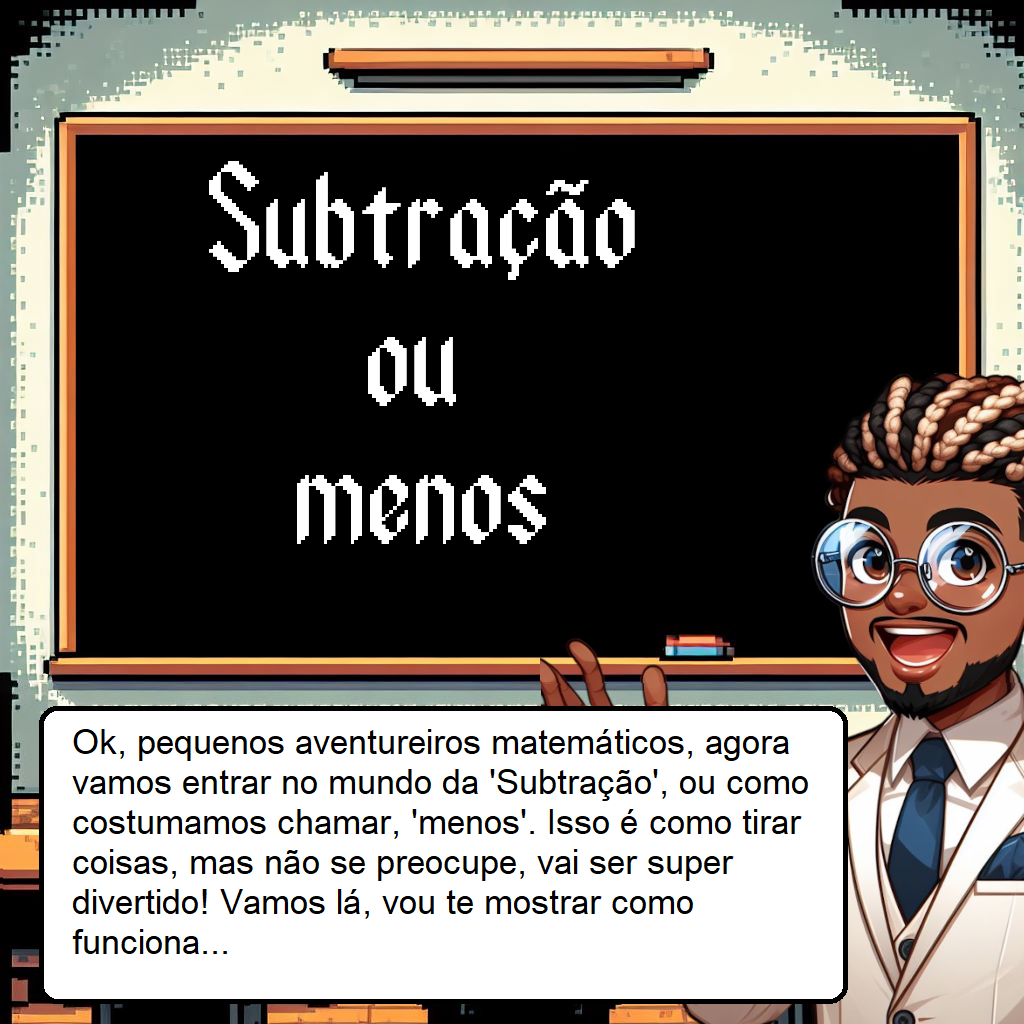 Subtração
ou
menos
Ok, pequenos aventureiros matemáticos, agora
vamos entrar no mundo da 'Subtração', ou como
costumamos chamar, 'menos'. Isso é como tirar
coisas, mas não se preocupe, vai ser super
divertido! Vamos lá, vou te mostrar como
funciona...